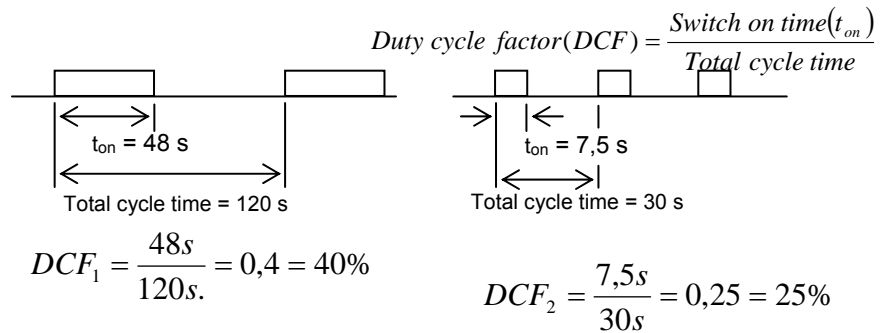 Duty cycle factor(DCF) = Switch on time(t_on) / Total cycle time
t_on = 48 s
Total cycle time = 120 s
DCF_1 = 48s / 120s. = 0,4 = 40%
t_on = 7,5 s
Total cycle time = 30 s
DCF_2 = 7,5s / 30s = 0,25 = 25%